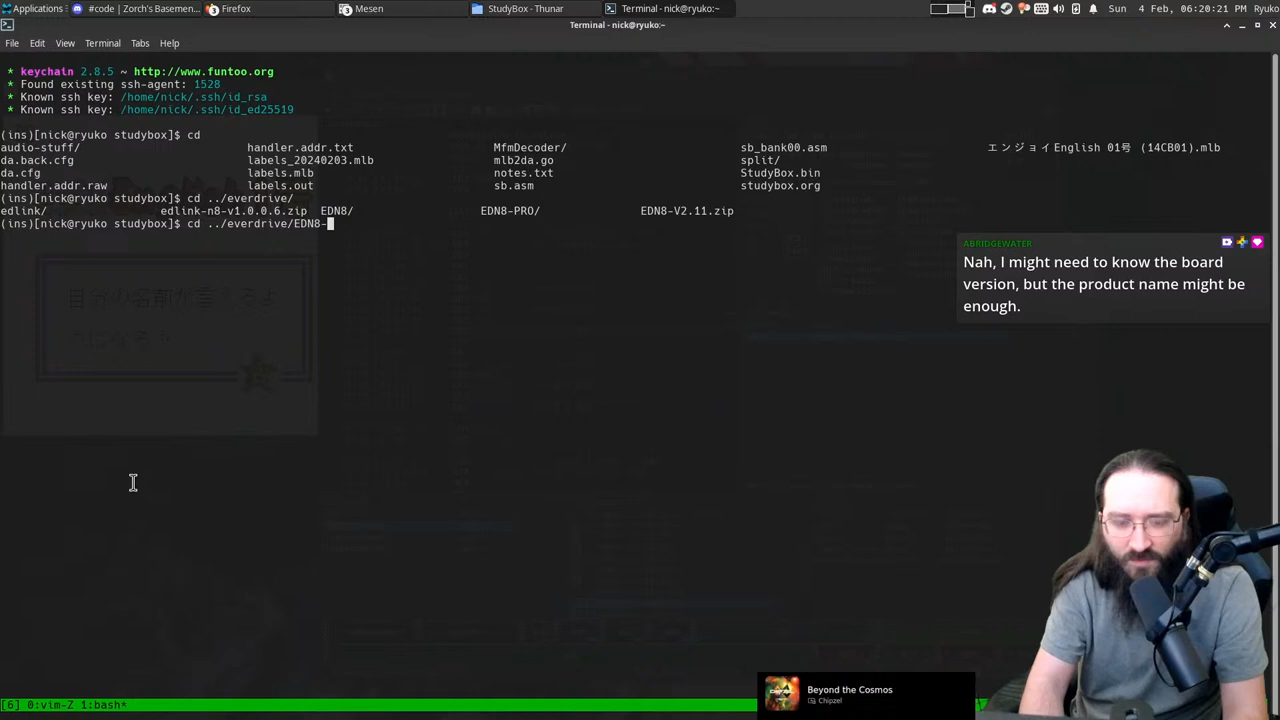 Applications
#code | Zorch's Basemen...
Firefox
3
Mesen
3
StudyBox - Thunar
Terminal - nick@ryuko:~
Sun 4 Feb, 06:20:21 Ryuko
Terminal - nick@ryuko:~
File Edit View Terminal Tabs Help
* keychain 2.8.5 ~ http://www.funtoo.org
* Found existing ssh-agent: 1528
* Known ssh key: /home/nick/.ssh/id_rsa
* Known ssh key: /home/nick/.ssh/id_ed25519
(ins)[nick@ryuko studybox]$ cd
audio-stuff/ handler.addr.txt MfmDecoder/ sb_bank00.asm エンジョイEnglish 01号 (14CB01).mlb
da.back.cfg labels_20240203.mlb mlb2da.go split/
da.cfg labels.mlb notes.txt StudyBox.bin
handler.addr.raw labels.out sb.asm studybox.org
(ins)[nick@ryuko studybox]$ cd ../everdrive/
edlink/ edlink-n8-v1.0.0.6.zip EDN8/ EDN8-PRO/ EDN8-V2.11.zip
(ins)[nick@ryuko studybox]$ cd ../everdrive/EDN8-
ABRIDGEWATER
Nah, I might need to know the board
version, but the product name might be
enough.
Beyond the Cosmos
Chipzel
[6] 0:vim-Z 1:bash*